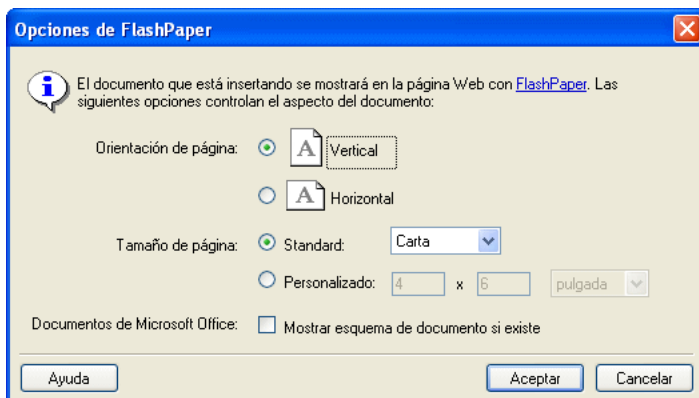 Opciones de FlashPaper
El documento que está insertando se mostrará en la página Web con FlashPaper. Las
siguientes opciones controlan el aspecto del documento:
Orientación de página:
A Vertical
A Horizontal
Tamaño de página:
Standard: Carta
Personalizado: 4 x 6 pulgada
Documentos de Microsoft Office: Mostrar esquema de documento si existe
Ayuda Aceptar Cancelar